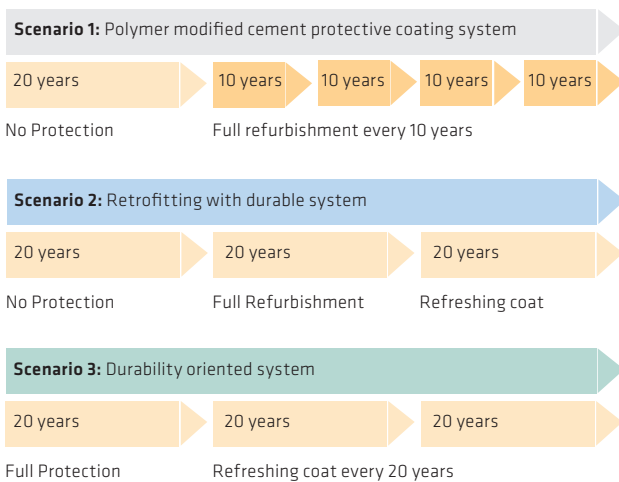 Scenario 1: Polymer modified cement protective coating system
20 years 10 years 10 years 10 years 10 years
No Protection Full refurbishment every 10 years
Scenario 2: Retrofitting with durable system
20 years 20 years 20 years
No Protection Full Refurbishment Refreshing coat
Scenario 3: Durability oriented system
20 years 20 years 20 years
Full Protection Refreshing coat every 20 years